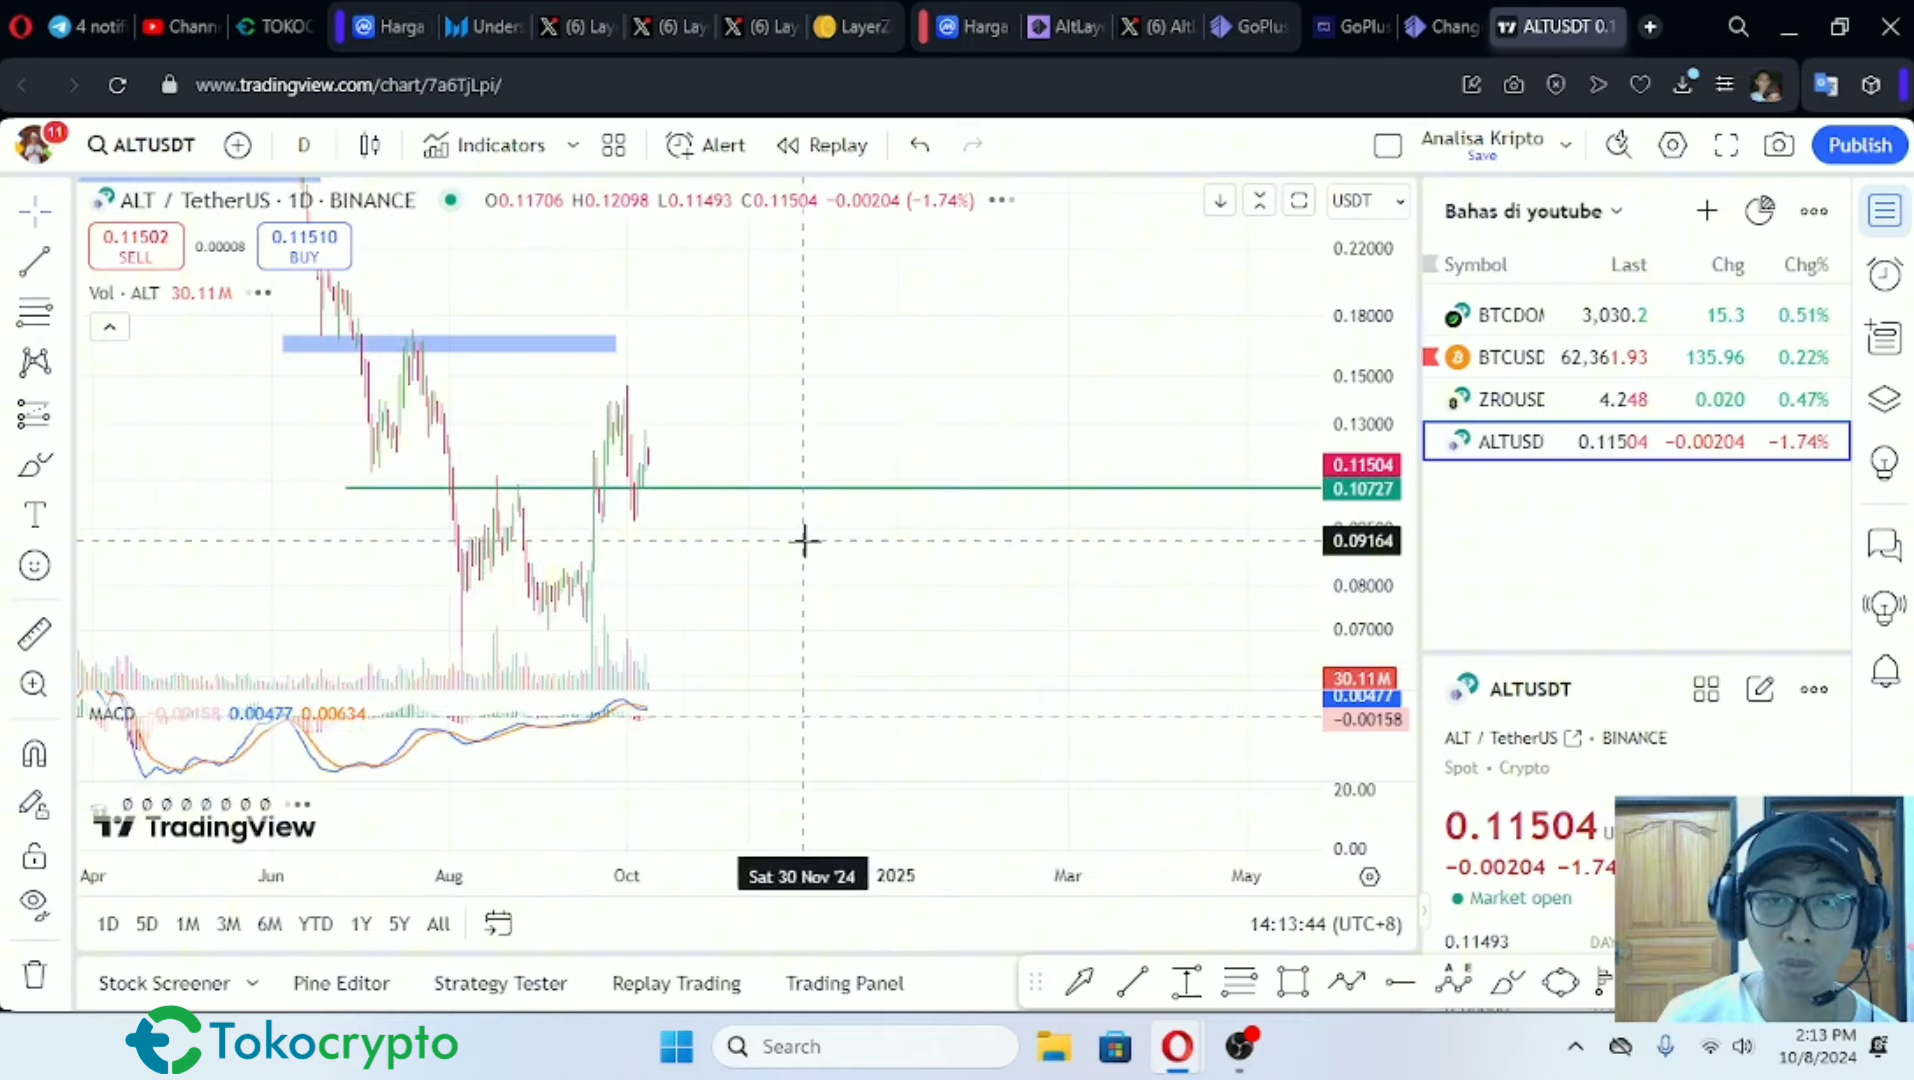 4 notif
Chann
TOKOC
Harga
Unders
(6) Lay
(6) Lay
(6) Lay
LayerZ
Harga
AltLay
(6) Altl
GoPlus
GoPlus
Chang
ALTUSDT 0.1
www.tradingview.com/chart/7a6TjLpi/
11
ALTUSDT
D
Indicators
Alert
Replay
Analisa Kripto
Save
Publish
ALT / TetherUS · 1D · BINANCE
O0.11706 H0.12098 L0.11493 C0.11504 −0.00204 (−1.74%)
USDT
0.11502
SELL
0.00008
0.11510
BUY
Vol · ALT 30.11M
0.22000
0.18000
0.15000
0.13000
0.11504
0.10727
0.09164
0.08000
0.07000
30.11M
0.00477
−0.00158
MACD −0.00158 0.00477 0.00634
20.00
0.00
TradingView
Apr
Jun
Aug
Oct
Sat 30 Nov '24
2025
Mar
May
1D 5D 1M 3M 6M YTD 1Y 5Y All
14:13:44 (UTC+8)
Stock Screener
Pine Editor
Strategy Tester
Replay Trading
Trading Panel
Bahas di youtube
Symbol Last Chg Chg%
BTCDOM 3,030.2 15.3 0.51%
BTCUSD 62,361.93 135.96 0.22%
ZROUSD 4.248 0.020 0.47%
ALTUSD 0.11504 −0.00204 −1.74%
ALTUSDT
ALT / TetherUS · BINANCE
Spot · Crypto
0.11504
−0.00204 −1.74
Market open
0.11493
Tokocrypto
Search
2:13 PM
10/8/2024